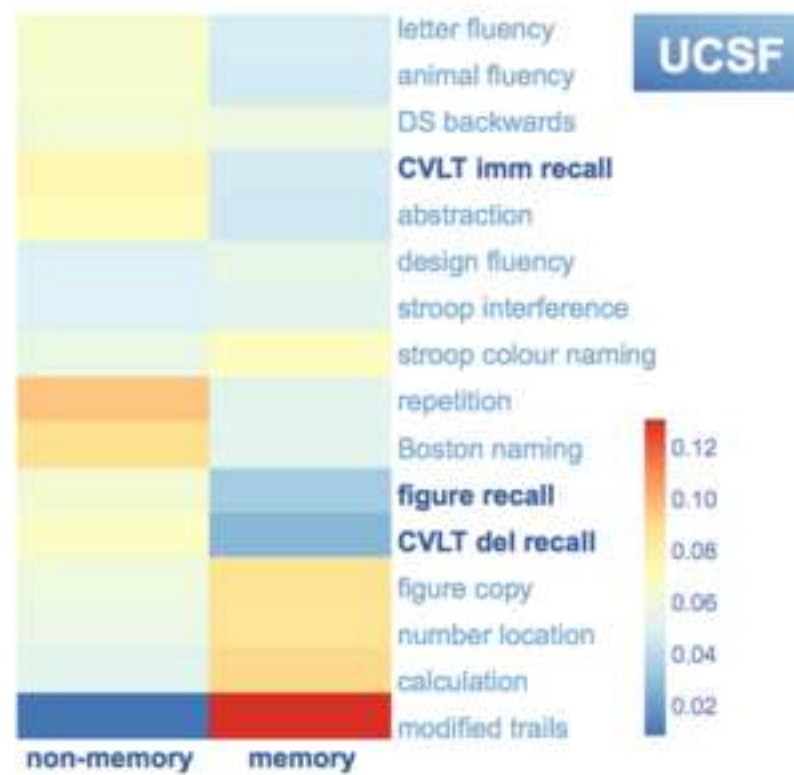 letter fluency
UCSF
animal fluency
DS backwards
CVLT imm recall
abstraction
design fluency
stroop interference
stroop colour naming
repetition
Boston naming
figure recall
CVLT del recall
figure copy
number location
calculation
modified trails
0.12
0.10
0.08
0.06
0.04
0.02
non-memory memory